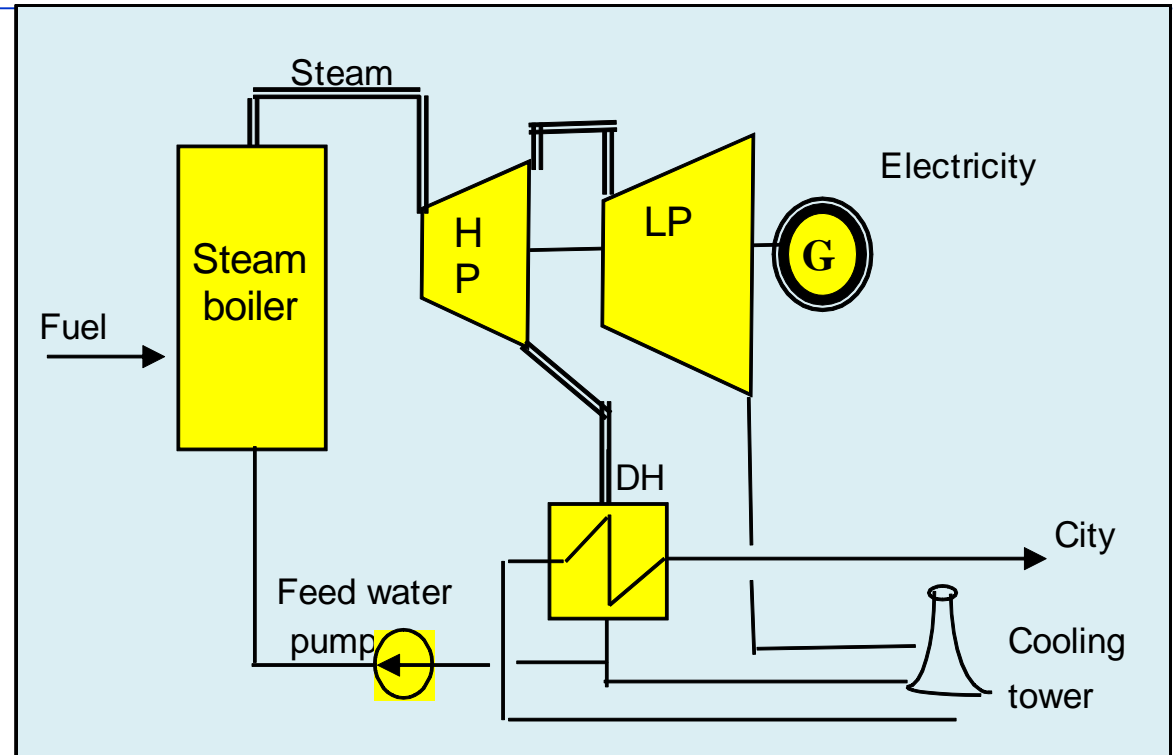 Steam
Electricity
H
P
LP
G
Steam
boiler
Fuel
DH
City
Feed water
pump
Cooling
tower